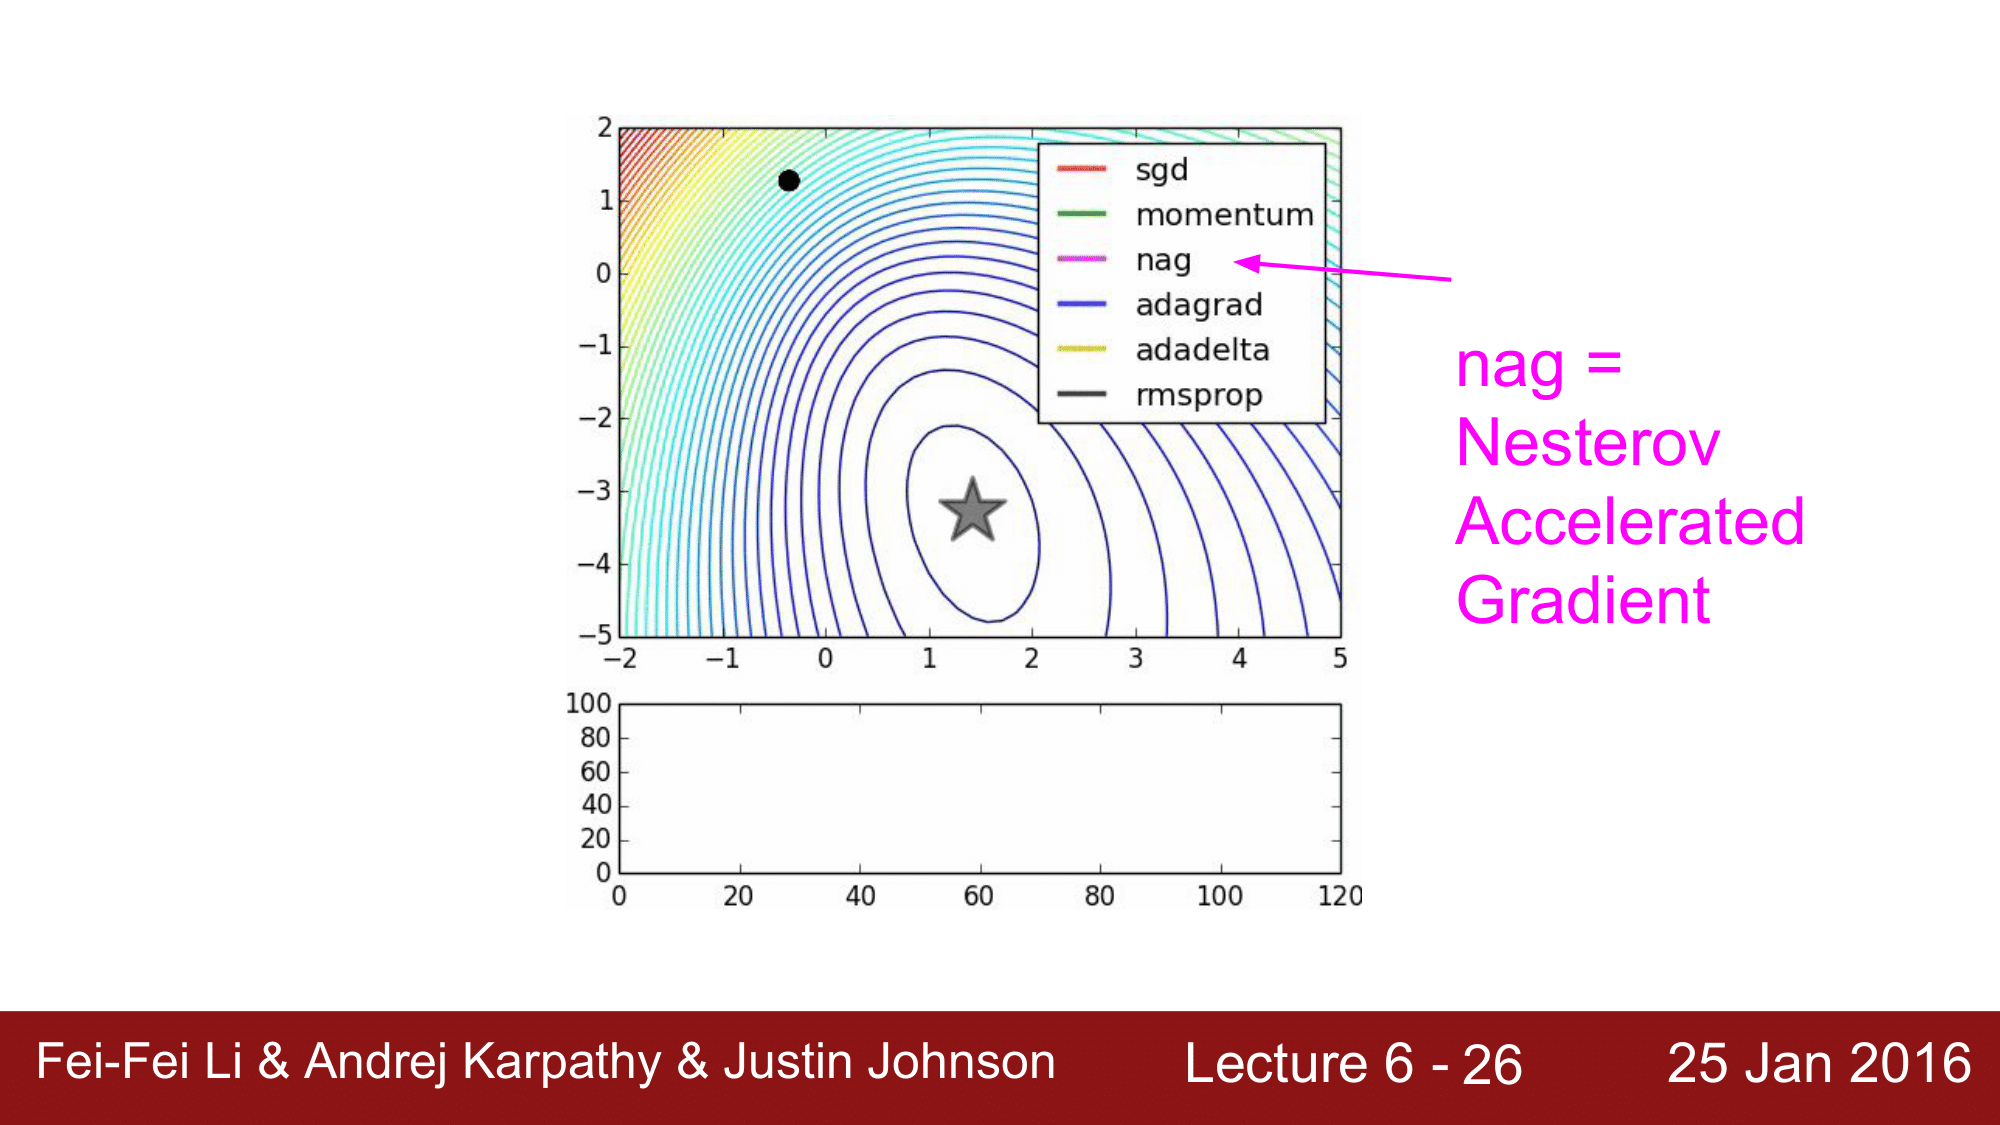 2
1
0
−1
−2
−3
−4
−5
−2 −1 0 1 2 3 4 5
sgd
momentum
nag
adagrad
adadelta
rmsprop
nag =
Nesterov
Accelerated
Gradient
100
80
60
40
20
0
0 20 40 60 80 100 120
Fei-Fei Li & Andrej Karpathy & Justin Johnson Lecture 6 - 26 25 Jan 2016